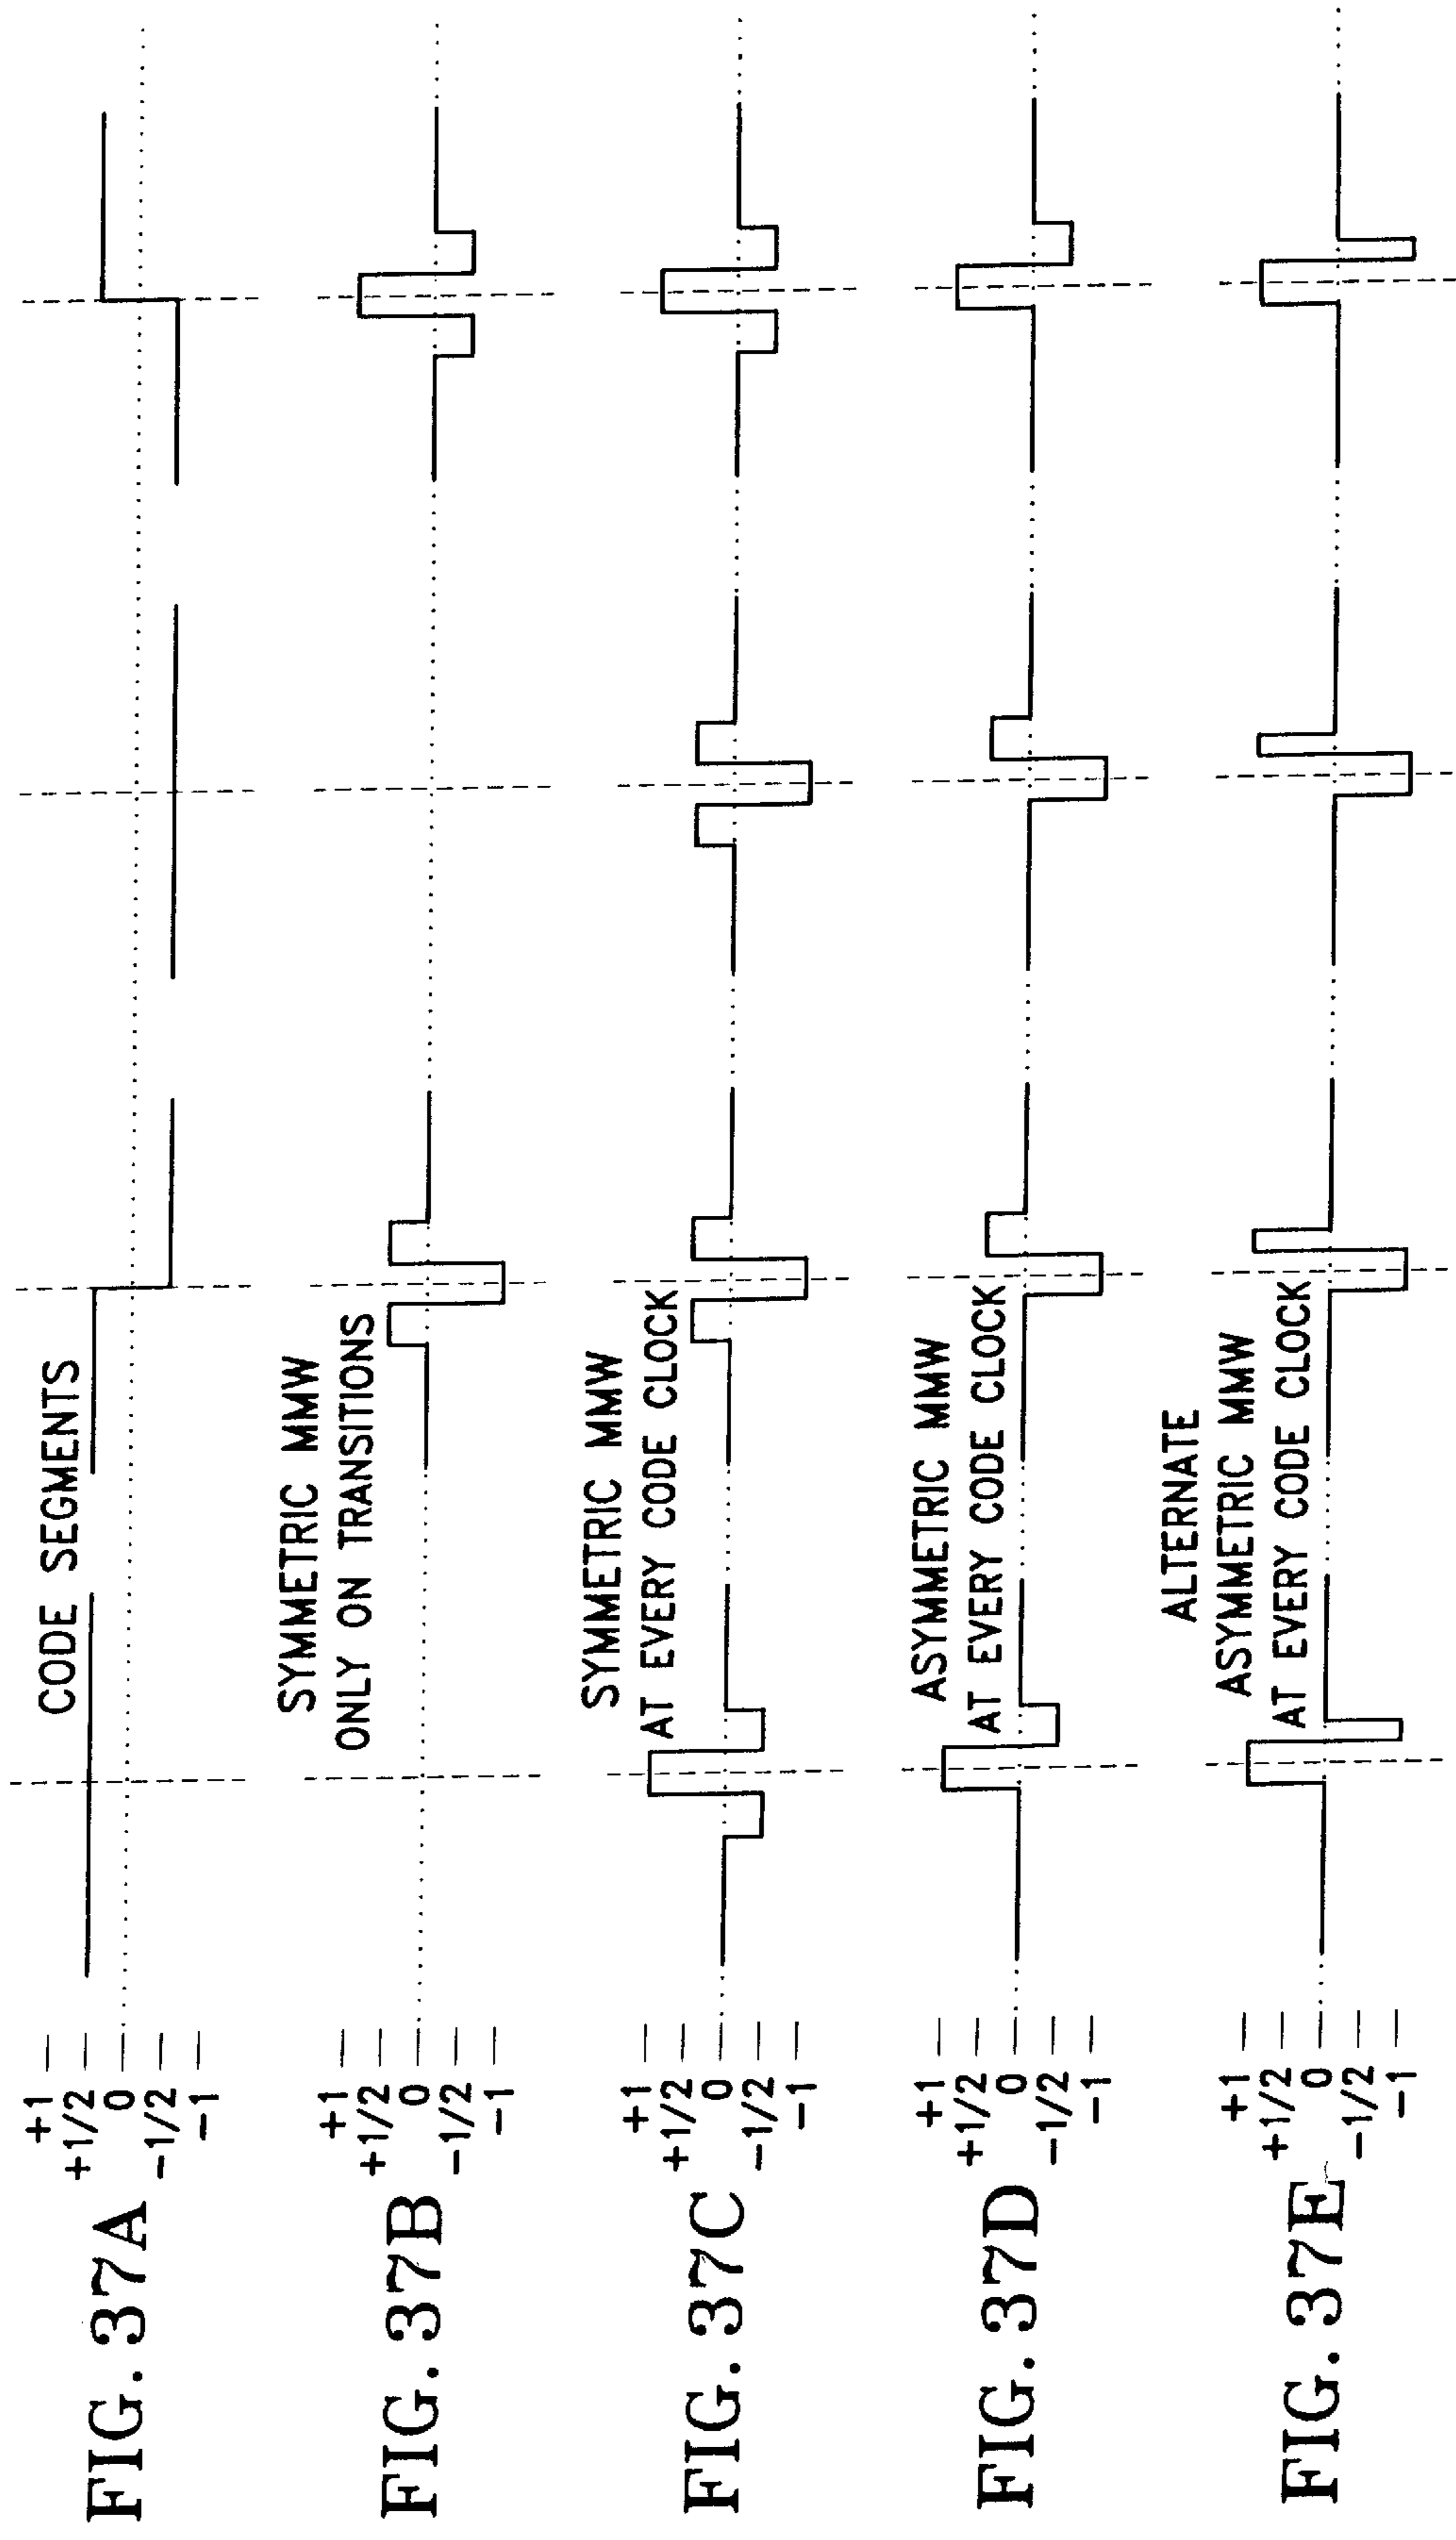 FIG. 37A
+1
+1/2
0
-1/2
-1
CODE SEGMENTS
FIG. 37B
+1
+1/2
0
-1/2
-1
SYMMETRIC MMW
ONLY ON TRANSITIONS
FIG. 37C
+1
+1/2
0
-1/2
-1
SYMMETRIC MMW
AT EVERY CODE CLOCK
FIG. 37D
+1
+1/2
0
-1/2
-1
ASYMMETRIC MMW
AT EVERY CODE CLOCK
FIG. 37E
+1
+1/2
0
-1/2
-1
ALTERNATE
ASYMMETRIC MMW
AT EVERY CODE CLOCK